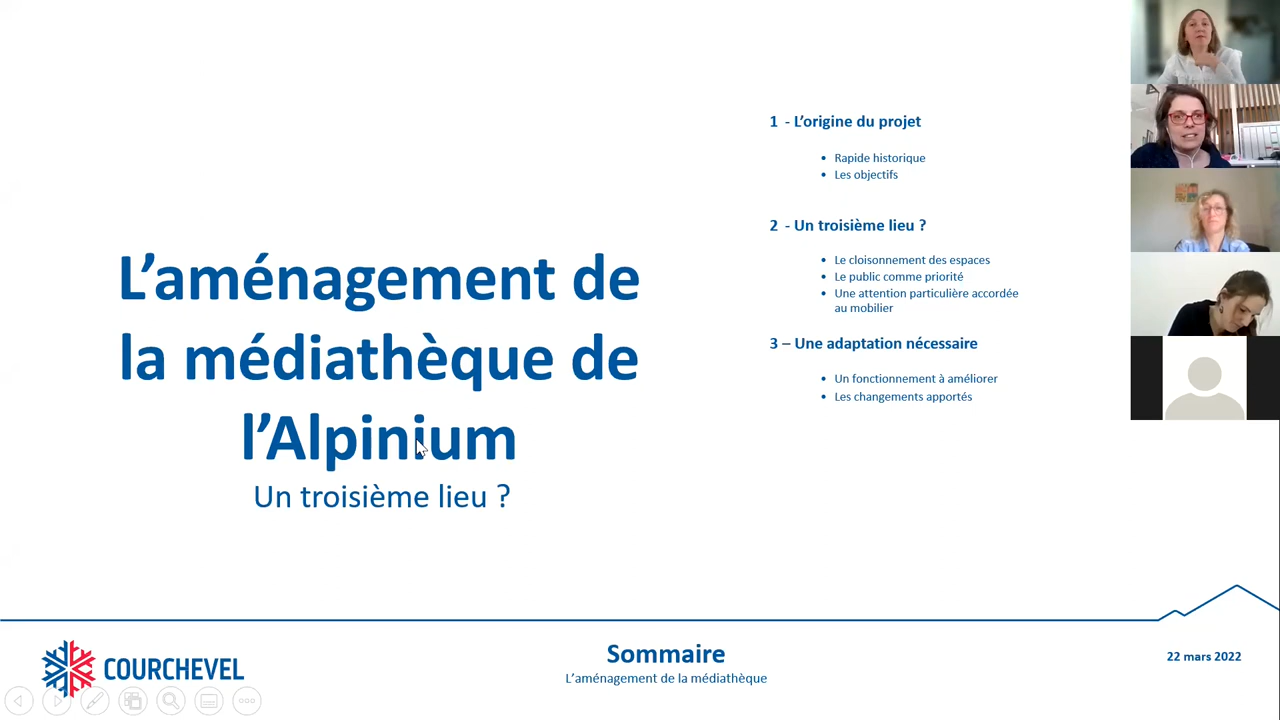 L’aménagement de
la médiathèque de
l’Alpinium
Un troisième lieu ?
1 - L’origine du projet
• Rapide historique
• Les objectifs
2 - Un troisième lieu ?
• Le cloisonnement des espaces
• Le public comme priorité
• Une attention particulière accordée
au mobilier
3 – Une adaptation nécessaire
• Un fonctionnement à améliorer
• Les changements apportés
COURCHEVEL
Sommaire
L’aménagement de la médiathèque
22 mars 2022